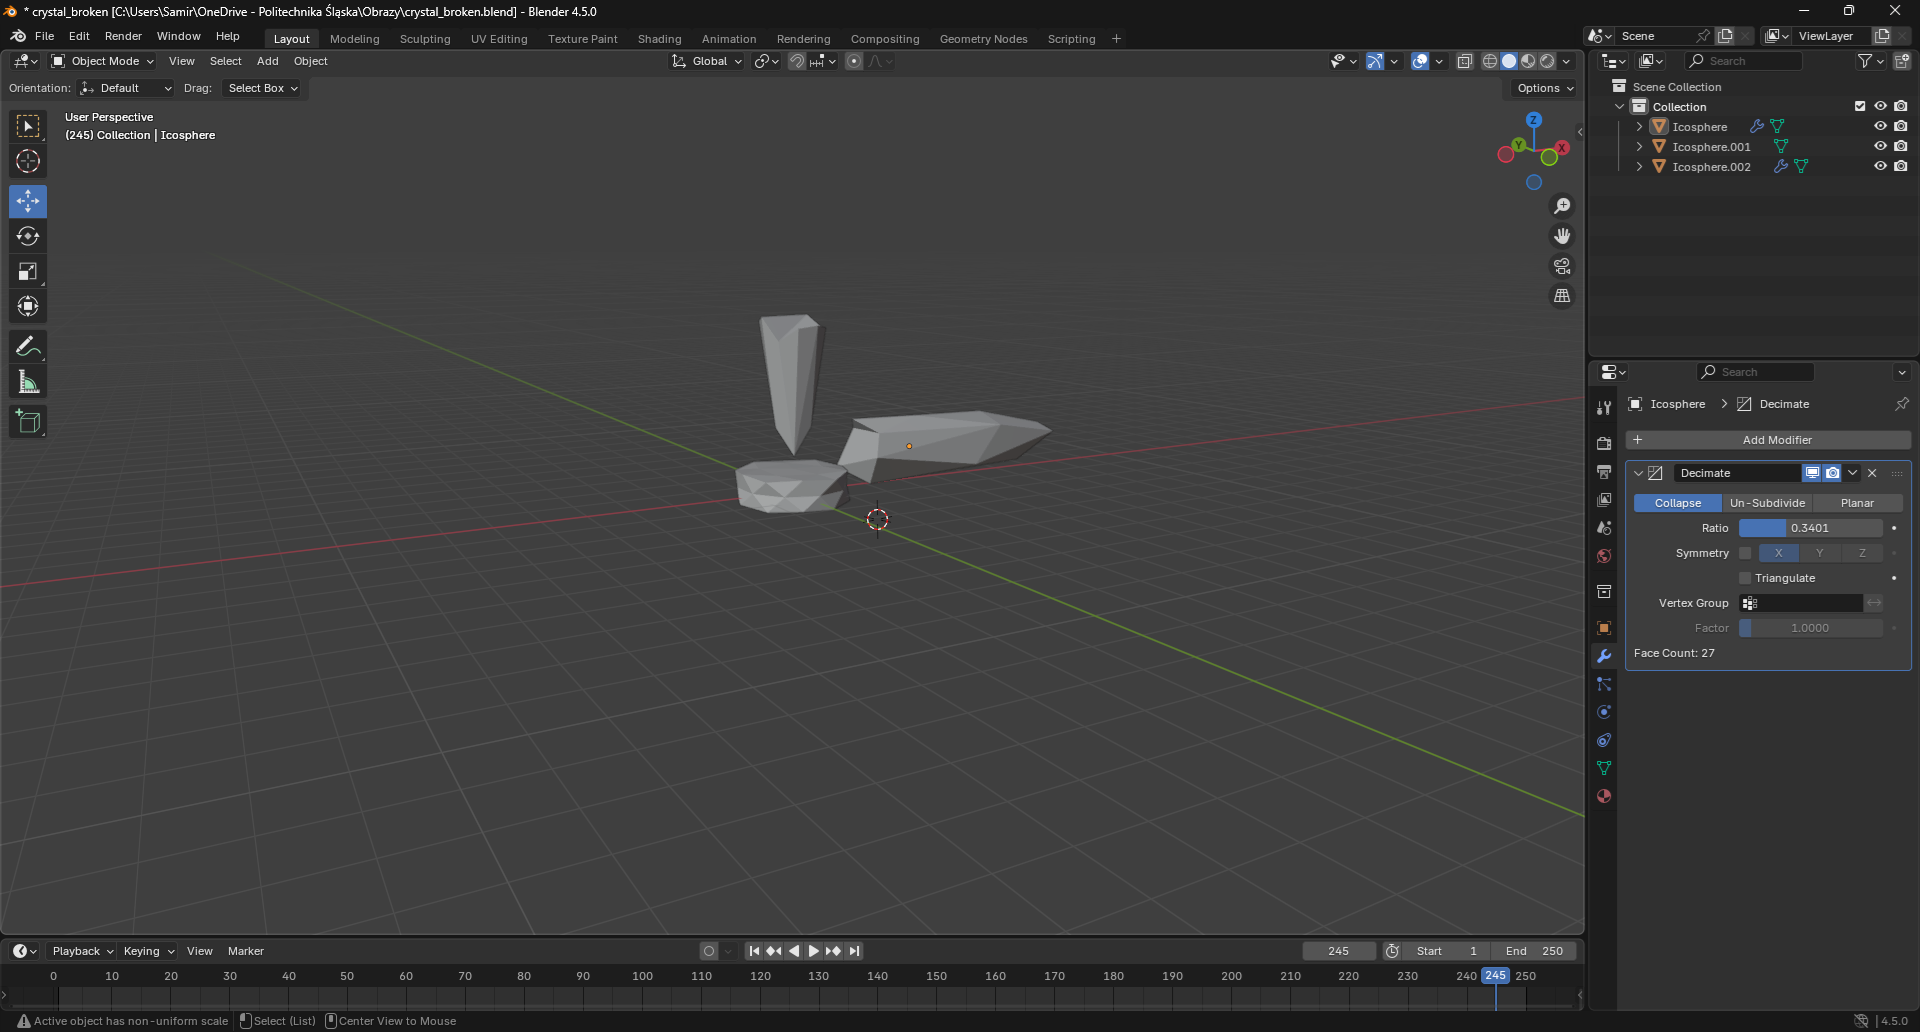 * crystal_broken [C:\Users\Samir\OneDrive - Politechnika Śląska\Obrazy\crystal_broken.blend] - Blender 4.5.0
File Edit Render Window Help Layout Modeling Sculpting UV Editing Texture Paint Shading Animation Rendering Compositing Geometry Nodes Scripting + Scene ViewLayer
Object Mode View Select Add Object Global Search
Orientation: Default Drag: Select Box Options
Scene Collection
Collection
Icosphere
Icosphere.001
Icosphere.002
User Perspective
(245) Collection | Icosphere
Z
Y
X
Search
Icosphere > Decimate
+ Add Modifier
Decimate
Collapse Un-Subdivide Planar
Ratio 0.3401
Symmetry X Y Z
Triangulate
Vertex Group
Factor 1.0000
Face Count: 27
Playback Keying View Marker 245 Start 1 End 250
0 10 20 30 40 50 60 70 80 90 100 110 120 130 140 150 160 170 180 190 200 210 220 230 240 245 250
Active object has non-uniform scale Select (List) Center View to Mouse | 4.5.0